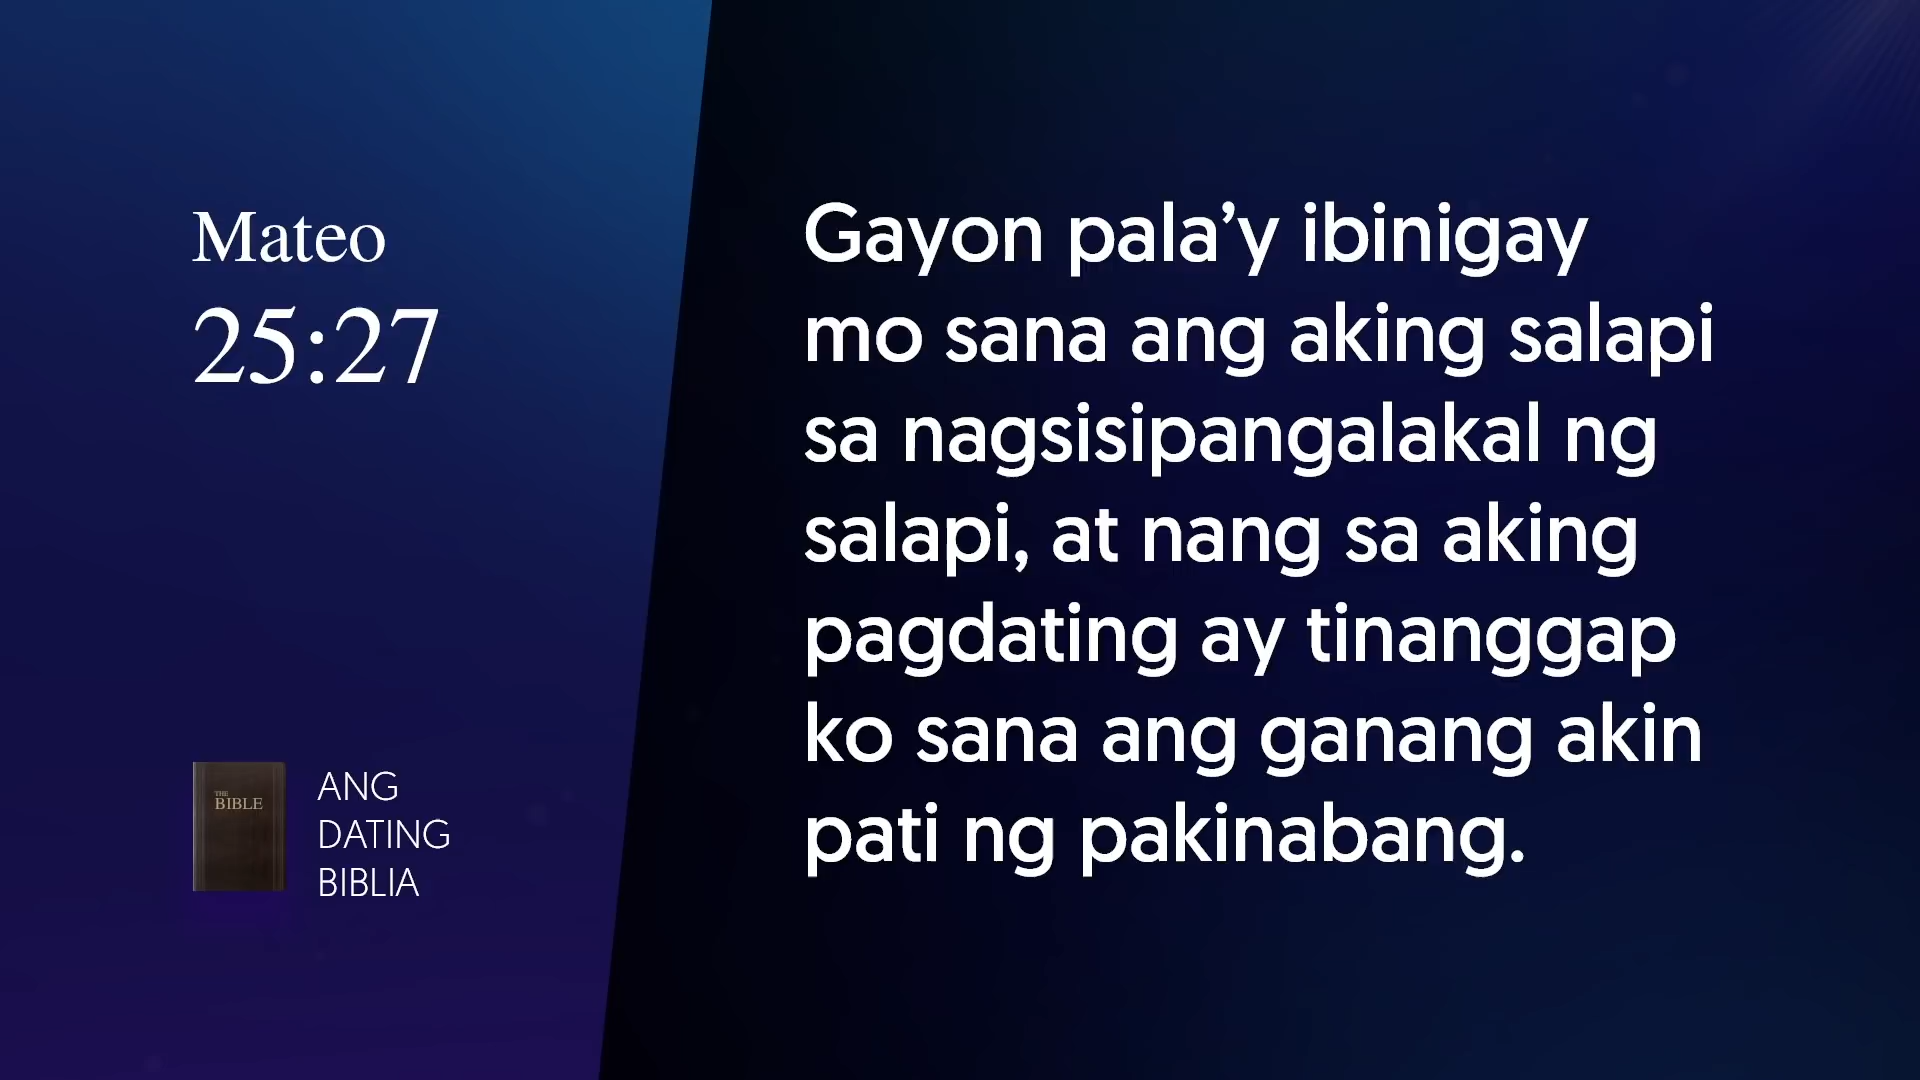 Mateo
25:27
Gayon pala’y ibinigay
mo sana ang aking salapi
sa nagsisipangalakal ng
salapi, at nang sa aking
pagdating ay tinanggap
ko sana ang ganang akin
pati ng pakinabang.
THE
BIBLE
ANG
DATING
BIBLIA